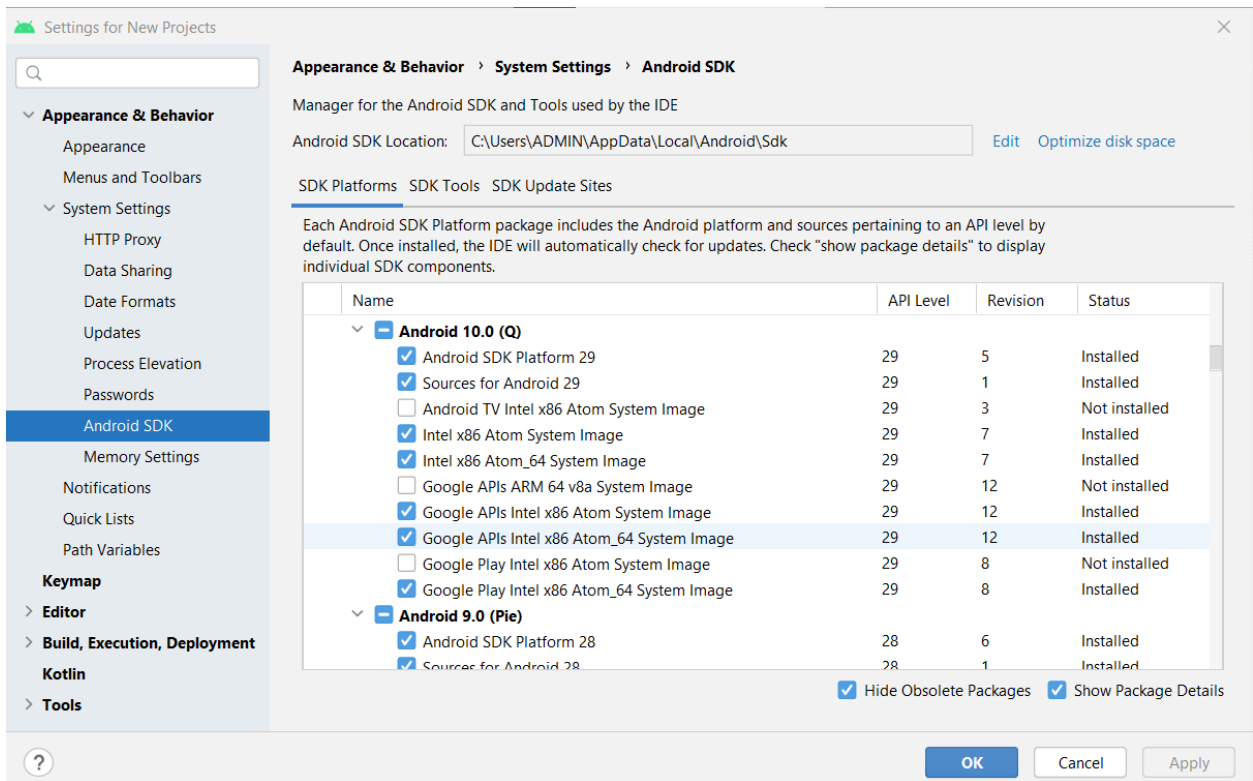 Settings for New Projects
Appearance & Behavior
Appearance
Menus and Toolbars
System Settings
HTTP Proxy
Data Sharing
Date Formats
Updates
Process Elevation
Passwords
Android SDK
Memory Settings
Notifications
Quick Lists
Path Variables
Keymap
Editor
Build, Execution, Deployment
Kotlin
Tools
?
Appearance & Behavior › System Settings › Android SDK
Manager for the Android SDK and Tools used by the IDE
Android SDK Location: C:\Users\ADMIN\AppData\Local\Android\Sdk Edit Optimize disk space
SDK Platforms SDK Tools SDK Update Sites
Each Android SDK Platform package includes the Android platform and sources pertaining to an API level by
default. Once installed, the IDE will automatically check for updates. Check "show package details" to display
individual SDK components.
Name API Level Revision Status
Android 10.0 (Q)
Android SDK Platform 29 29 5 Installed
Sources for Android 29 29 1 Installed
Android TV Intel x86 Atom System Image 29 3 Not installed
Intel x86 Atom System Image 29 7 Installed
Intel x86 Atom_64 System Image 29 7 Installed
Google APIs ARM 64 v8a System Image 29 12 Not installed
Google APIs Intel x86 Atom System Image 29 12 Installed
Google APIs Intel x86 Atom_64 System Image 29 12 Installed
Google Play Intel x86 Atom System Image 29 8 Not installed
Google Play Intel x86 Atom_64 System Image 29 8 Installed
Android 9.0 (Pie)
Android SDK Platform 28 28 6 Installed
Sources for Android 28 28 1 Installed
Hide Obsolete Packages Show Package Details
OK Cancel Apply